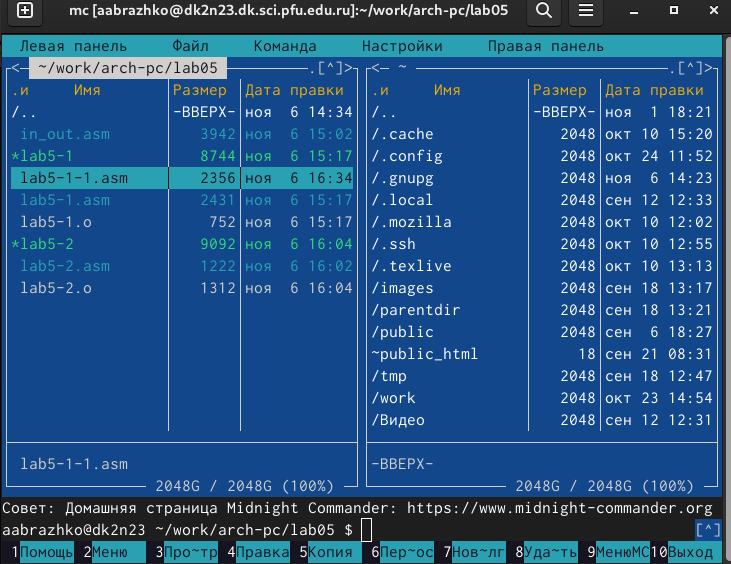 mc [aabrazhko@dk2n23.dk.sci.pfu.edu.ru]:~/work/arch-pc/lab05
Левая панель Файл Команда Настройки Правая панель
<─ ~/work/arch-pc/lab05 .[^]> <─ ~ .[^]>
.и Имя Размер Дата правки .и Имя Размер Дата правки
/.. -ВВЕРХ- ноя 6 14:34 /.. -ВВЕРХ- ноя 1 18:21
in_out.asm 3942 ноя 6 15:02 /.cache 2048 окт 10 15:20
*lab5-1 8744 ноя 6 15:17 /.config 2048 окт 24 11:52
lab5-1-1.asm 2356 ноя 6 16:34 /.gnupg 2048 ноя 6 14:23
lab5-1.asm 2431 ноя 6 15:17 /.local 2048 сен 12 12:33
lab5-1.o 752 ноя 6 15:17 /.mozilla 2048 окт 10 12:02
*lab5-2 9092 ноя 6 16:04 /.ssh 2048 окт 10 12:55
lab5-2.asm 1222 ноя 6 16:02 /.texlive 2048 окт 10 13:13
lab5-2.o 1312 ноя 6 16:04 /images 2048 сен 18 13:17
/parentdir 2048 сен 18 13:21
/public 2048 сен 6 18:27
~public_html 18 сен 21 08:31
/tmp 2048 сен 18 12:47
/work 2048 окт 23 14:54
/Видео 2048 сен 12 12:31
lab5-1-1.asm -ВВЕРХ-
2048G / 2048G (100%) 2048G / 2048G (100%)
Совет: Домашняя страница Midnight Commander: https://www.midnight-commander.org
aabrazhko@dk2n23 ~/work/arch-pc/lab05 $ [^]
1Помощь 2Меню 3Про~тр 4Правка 5Копия 6Пер~ос 7Нов~лг 8Уда~ть 9МенюMC 10Выход